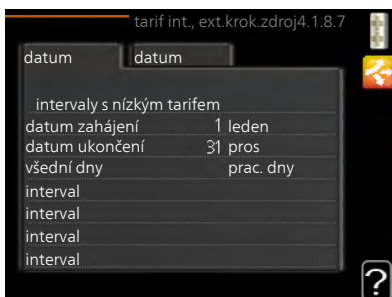 tarif int., ext.krok.zdroj4.1.8.7
datum datum
intervaly s nízkým tarifem
datum zahájení 1 leden
datum ukončení 31 pros
všední dny prac. dny
interval
interval
interval
interval
?